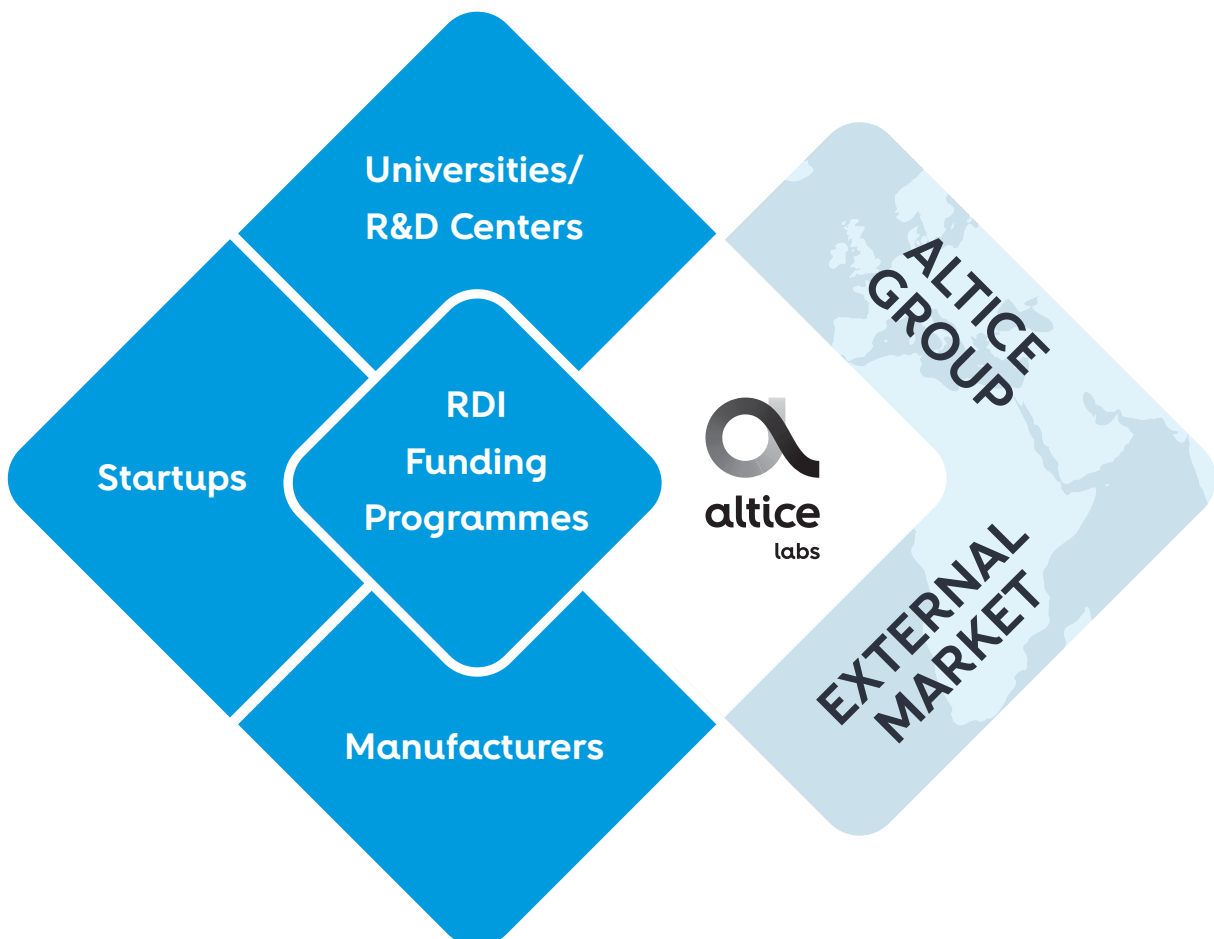 Universities/
R&D Centers
Startups
RDI
Funding
Programmes
Manufacturers
altice
labs
ALTICE
GROUP
EXTERNAL
MARKET